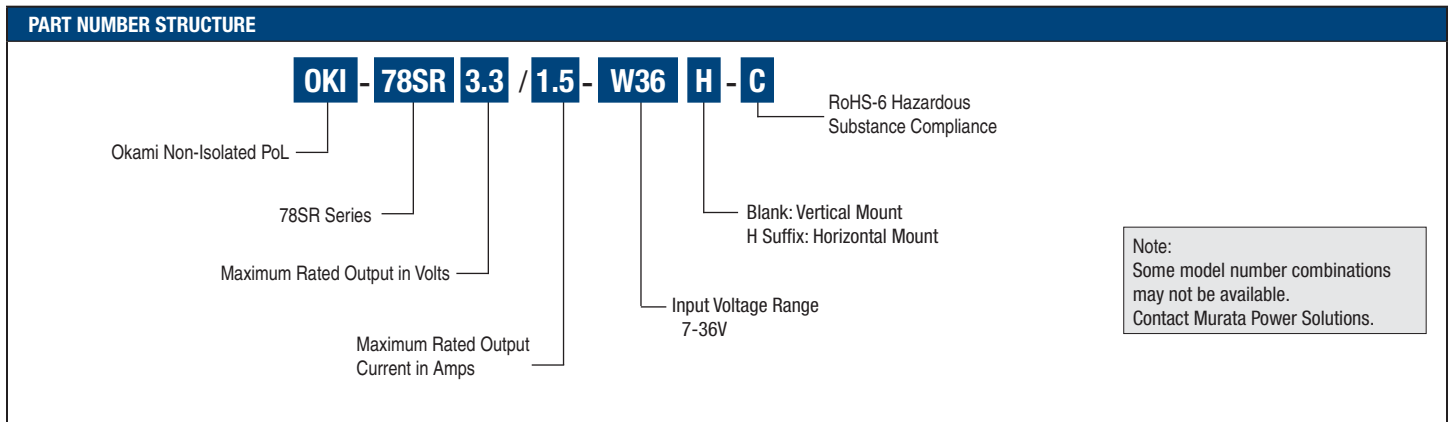 PART NUMBER STRUCTURE
OKI - 78SR 3.3 / 1.5 - W36 H - C
RoHS-6 Hazardous
Substance Compliance
Okami Non-Isolated PoL
78SR Series
Blank: Vertical Mount
H Suffix: Horizontal Mount
Maximum Rated Output in Volts
Input Voltage Range
7-36V
Maximum Rated Output
Current in Amps
Note:
Some model number combinations
may not be available.
Contact Murata Power Solutions.